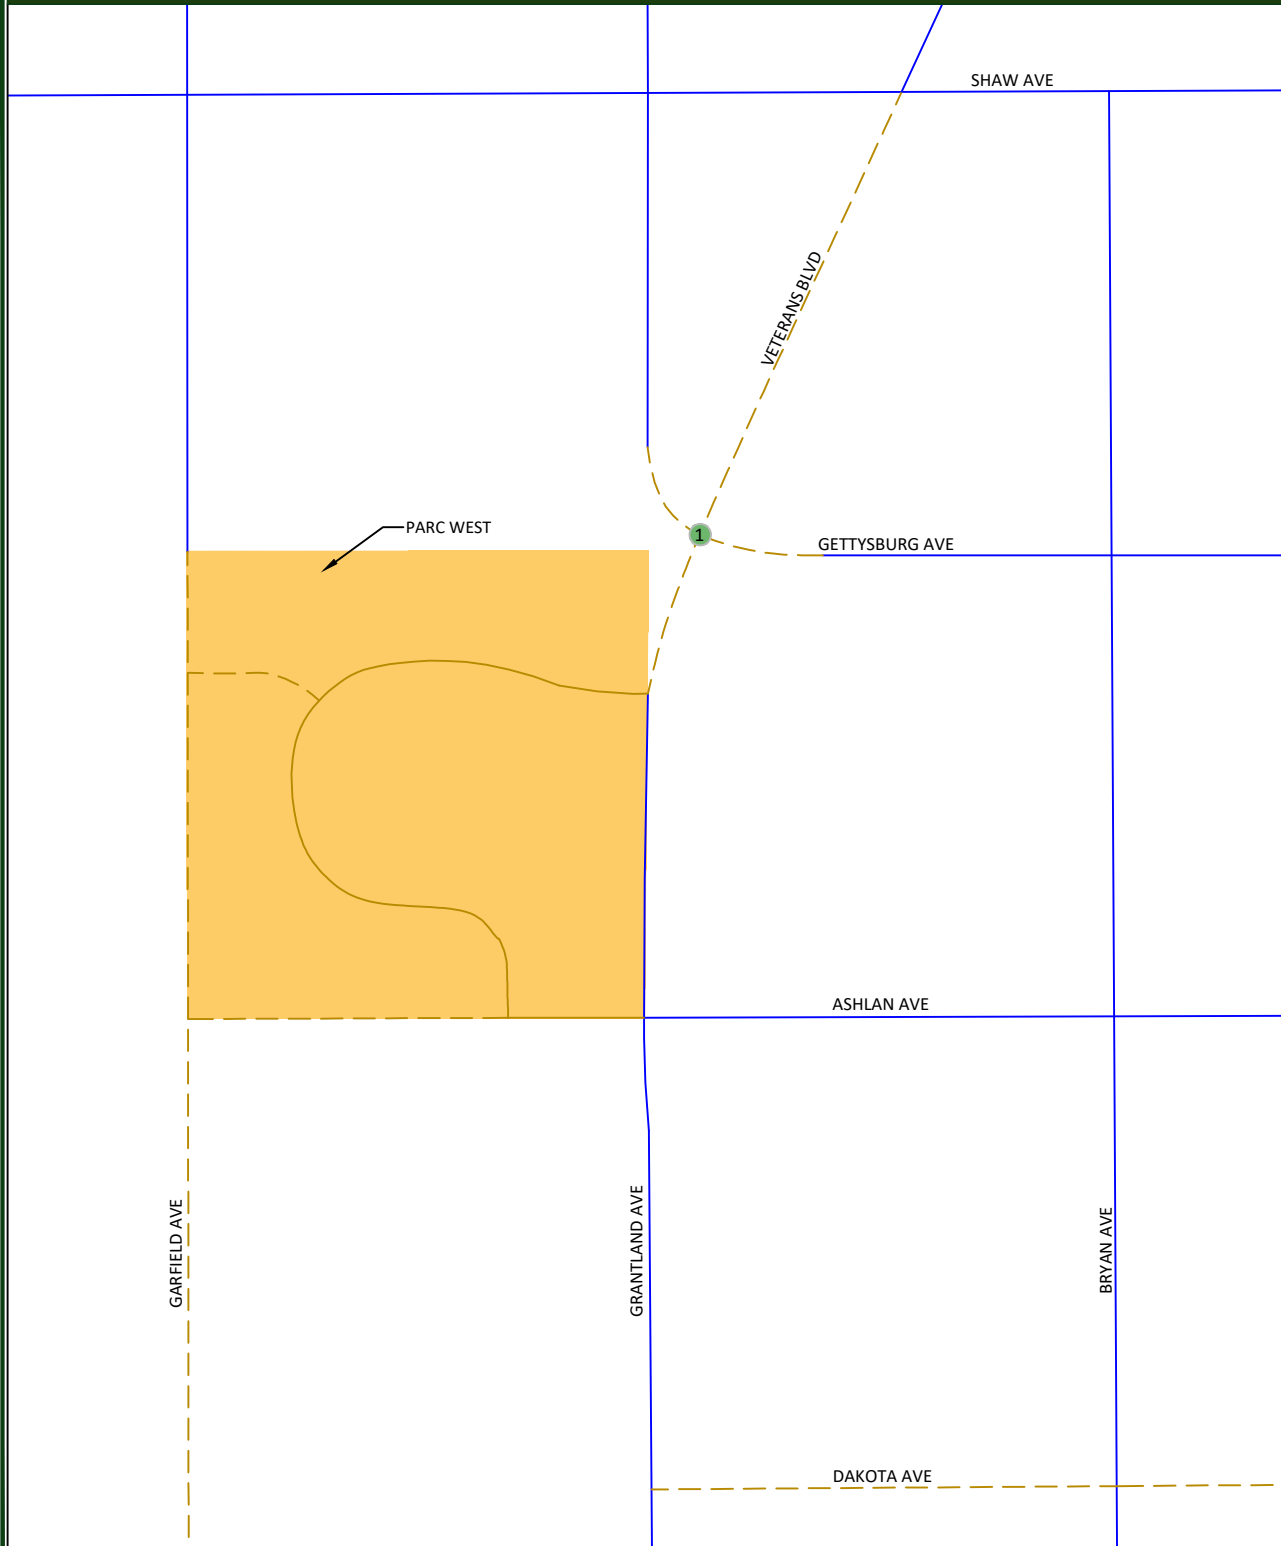 SHAW AVE
VETERANS BLVD
PARC WEST
1
GETTYSBURG AVE
ASHLAN AVE
GARFIELD AVE
GRANTLAND AVE
BRYAN AVE
DAKOTA AVE